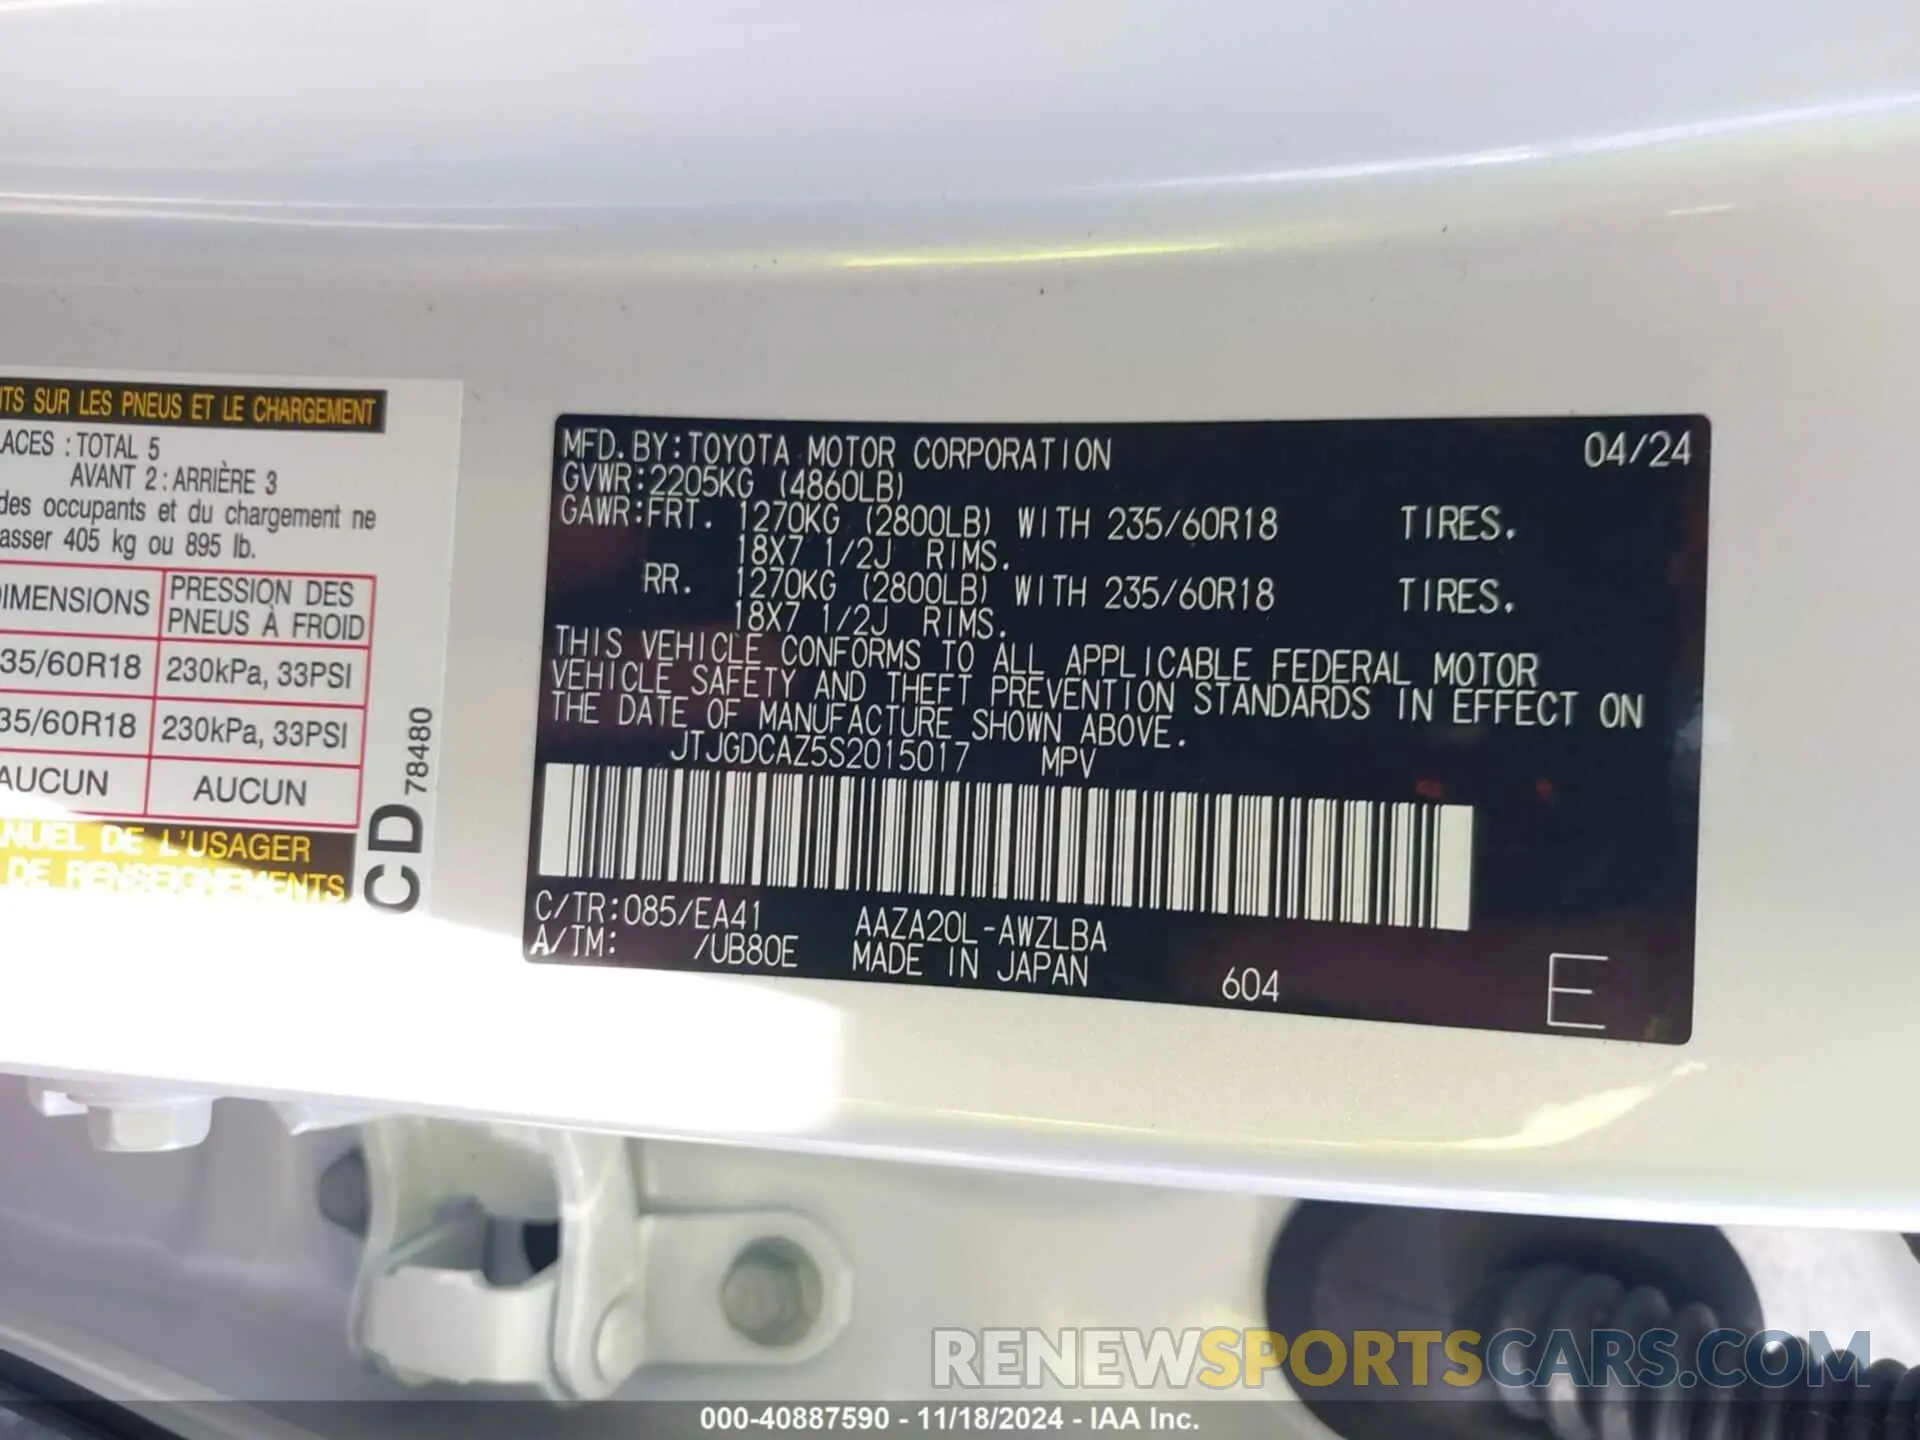 TS SUR LES PNEUS ET LE CHARGEMENT
LACES : TOTAL 5
AVANT 2 : ARRIÈRE 3
des occupants et du chargement ne
asser 405 kg ou 895 lb.
DIMENSIONS PRESSION DES PNEUS À FROID
35/60R18 230kPa, 33PSI
35/60R18 230kPa, 33PSI
AUCUN AUCUN
NUEL DE L'USAGER
DE RENSEIGNEMENTS
CD 78480
MFD. BY: TOYOTA MOTOR CORPORATION 04/24
GVWR: 2205KG (4860LB)
GAWR: FRT. 1270KG (2800LB) WITH 235/60R18 TIRES.
18X7 1/2J RIMS.
RR. 1270KG (2800LB) WITH 235/60R18 TIRES.
18X7 1/2J RIMS.
THIS VEHICLE CONFORMS TO ALL APPLICABLE FEDERAL MOTOR
VEHICLE SAFETY AND THEFT PREVENTION STANDARDS IN EFFECT ON
THE DATE OF MANUFACTURE SHOWN ABOVE.
JTJGDCAZ5S2015017 MPV
C/TR: 085/EA41 AAZA20L-AWZLBA
A/TM: /UB80E MADE IN JAPAN 604 E
RENEWSPORTSCARS.COM
000-40887590 - 11/18/2024 - IAA Inc.